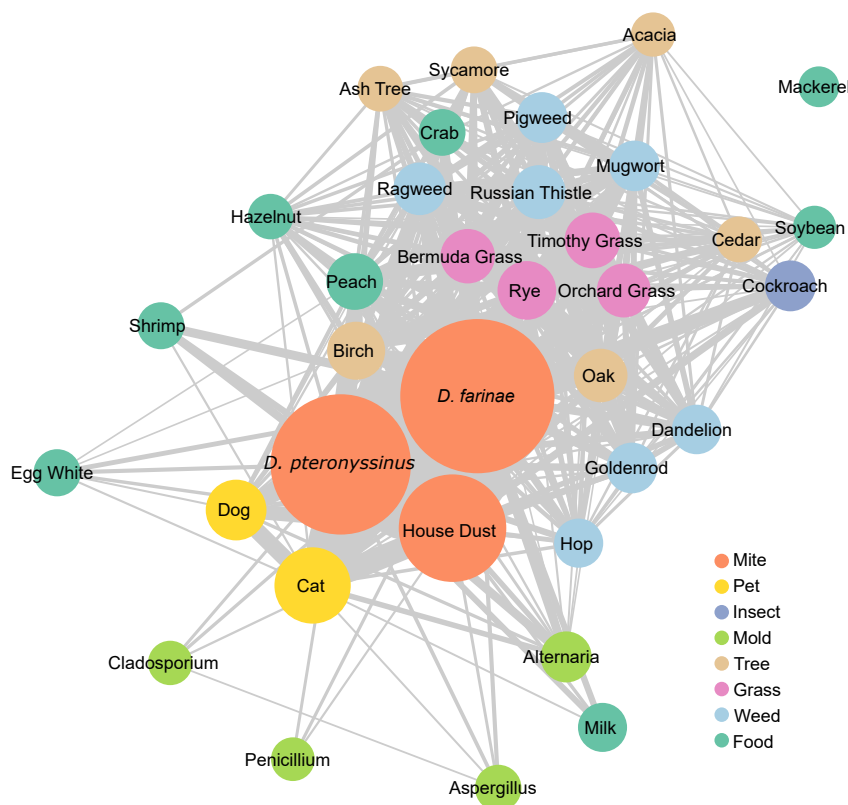 Acacia
Sycamore
Ash Tree
Mackerel
Pigweed
Crab
Mugwort
Ragweed
Russian Thistle
Hazelnut
Soybean
Timothy Grass
Cedar
Bermuda Grass
Peach
Rye
Orchard Grass
Cockroach
Shrimp
Birch
Oak
D. farinae
Dandelion
D. pteronyssinus
Goldenrod
Egg White
Dog
House Dust
Hop
Cat
Alternaria
Cladosporium
Milk
Penicillium
Aspergillus
Mite
Pet
Insect
Mold
Tree
Grass
Weed
Food